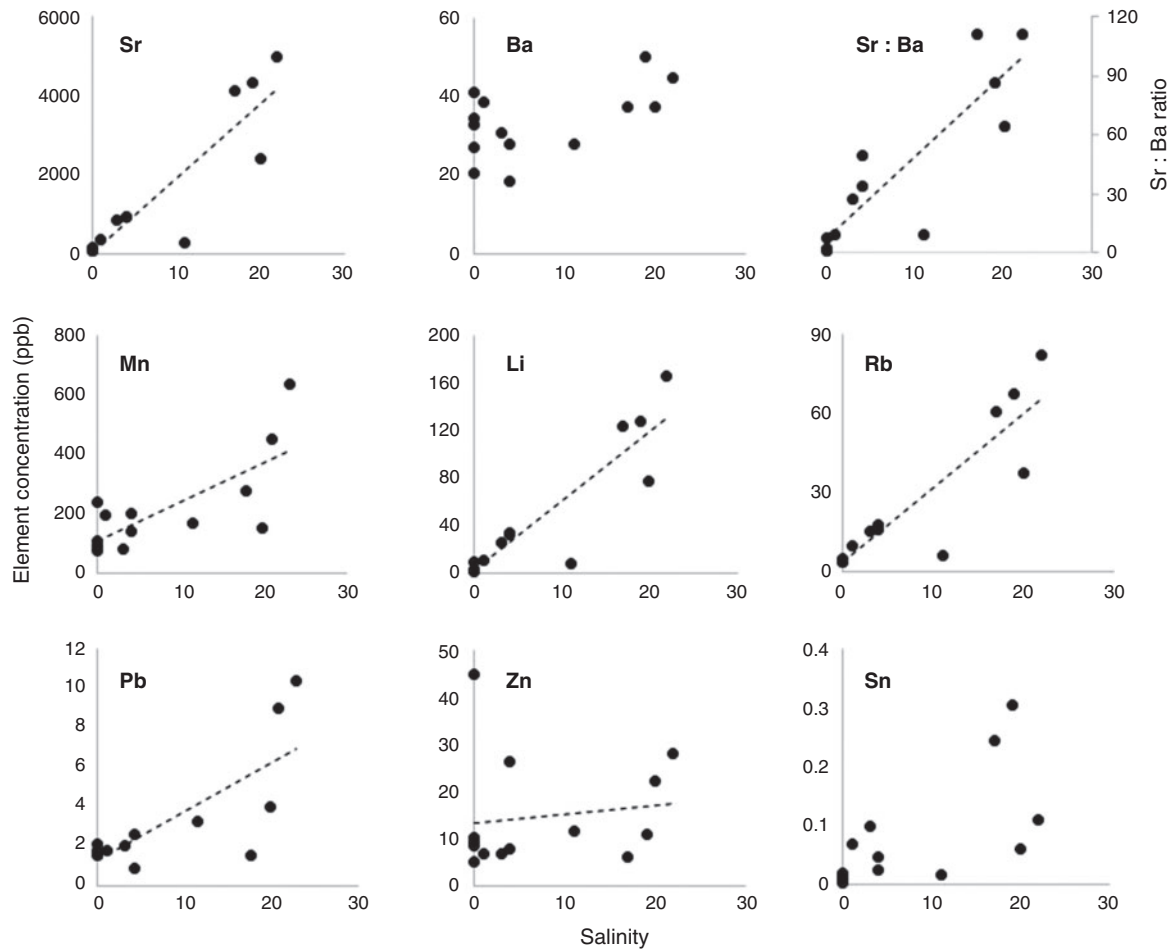 Element concentration (ppb)
Sr
6000
4000
2000
0
0 10 20 30
Ba
60
40
20
0
0 10 20 30
Sr : Ba
120
90
60
30
0
Sr : Ba ratio
0 10 20 30
Mn
800
600
400
200
0
0 10 20 30
Li
200
160
120
80
40
0
0 10 20 30
Rb
90
60
30
0
0 10 20 30
Pb
12
10
8
6
4
2
0
0 10 20 30
Zn
50
40
30
20
10
0
0 10 20 30
Sn
0.4
0.3
0.2
0.1
0
0 10 20 30
Salinity